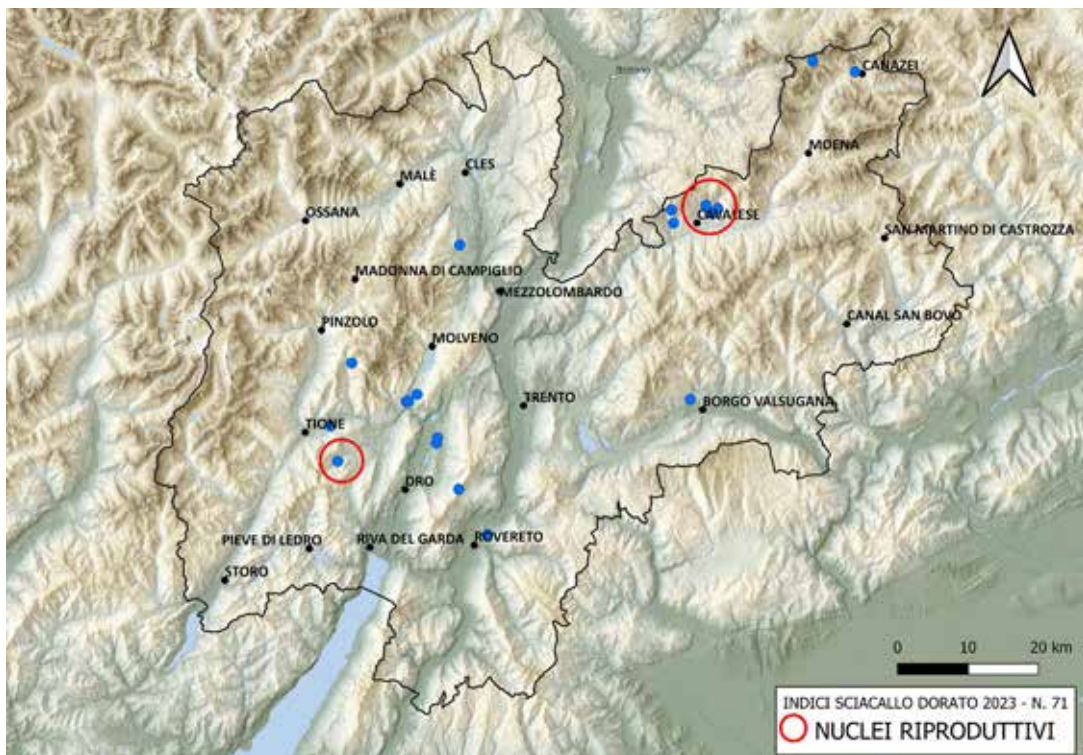 Bolzano
CANAZEI
MOENA
CLES
MALÈ
OSSANA
CAVALESE
SAN MARTINO DI CASTROZZA
MADONNA DI CAMPIGLIO
MEZZOLOMBARDO
PINZOLO
CANAL SAN BOVO
MOLVENO
TRENTO
BORGO VALSUGANA
TIONE
DRO
PIEVE DI LEDRO
RIVA DEL GARDA
ROVERETO
STORO
0 10 20 km
INDICI SCIACALLO DORATO 2023 - N. 71
NUCLEI RIPRODUTTIVI